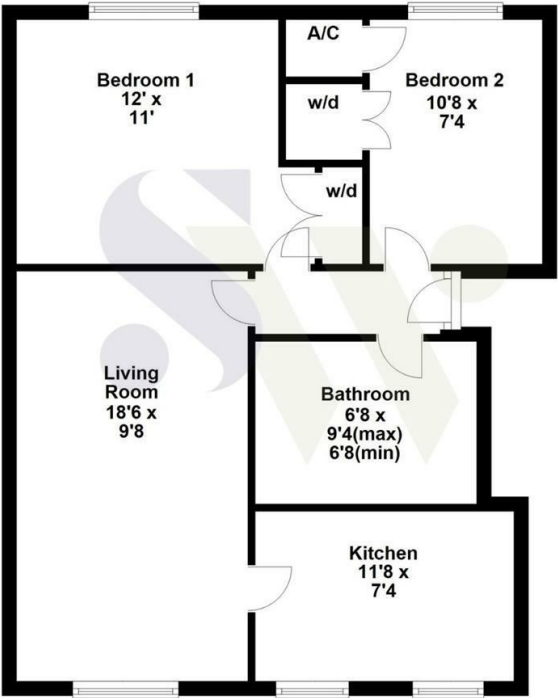 A/C
Bedroom 1
12' x
11'
Bedroom 2
10'8 x
7'4
w/d
w/d
Living
Room
18'6 x
9'8
Bathroom
6'8 x
9'4(max)
6'8(min)
Kitchen
11'8 x
7'4
SW